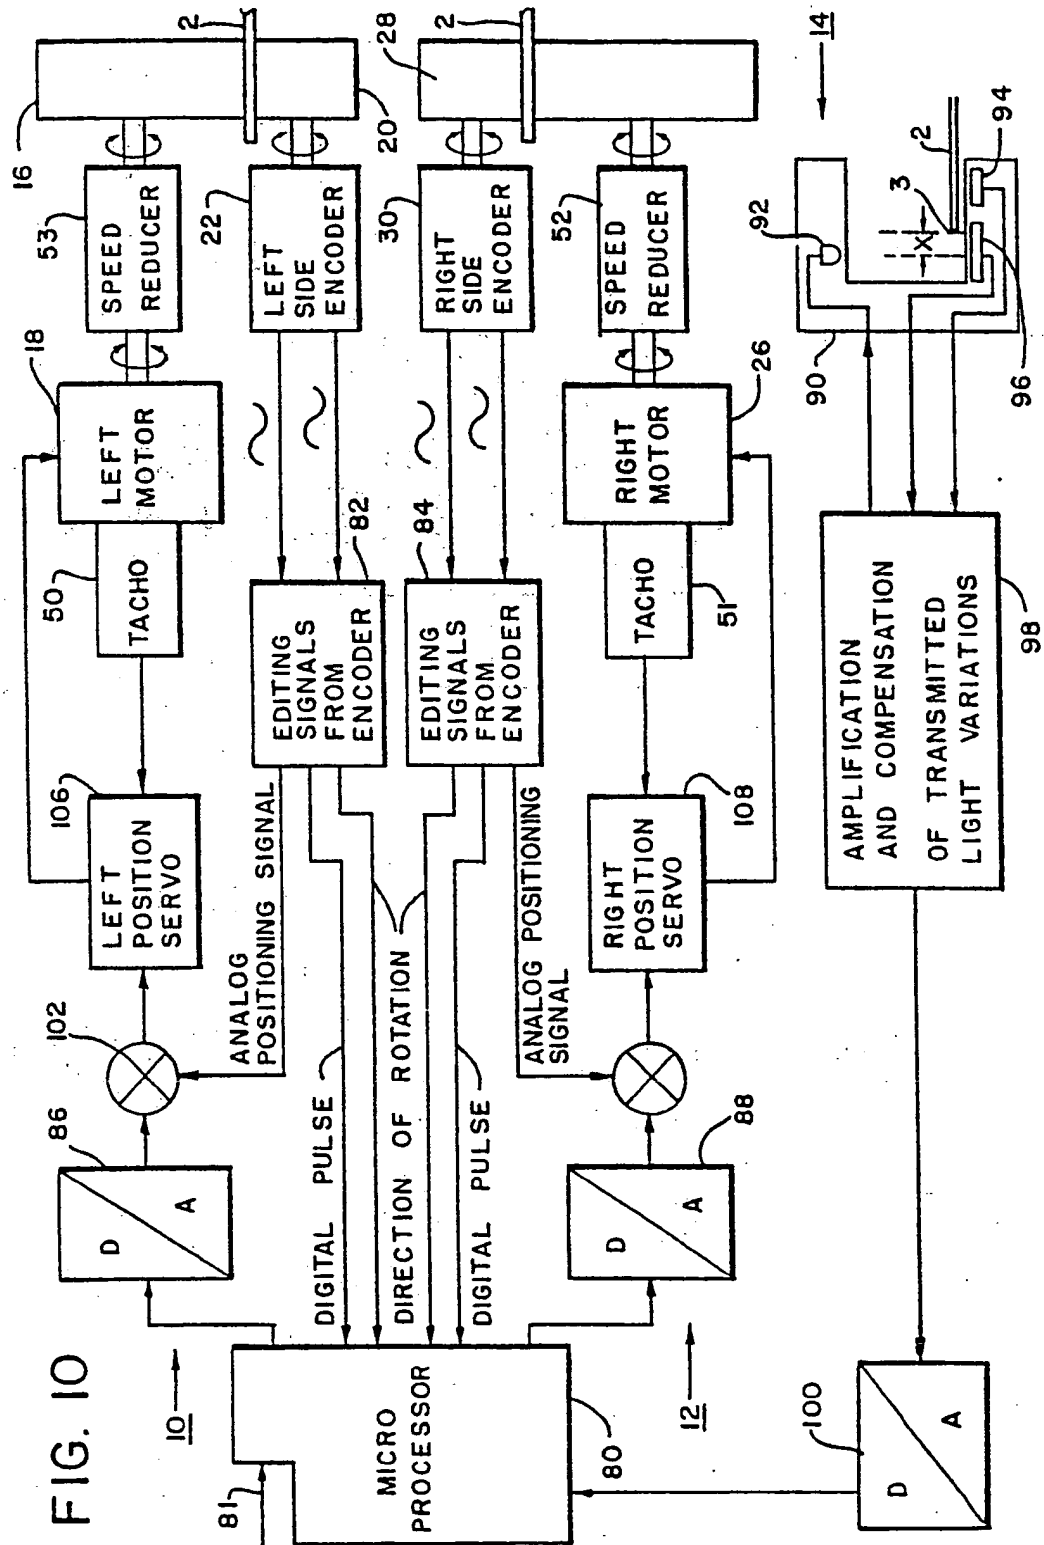 FIG. 10
16
2
2
28
14
53
22
20
30
52
92
3
2
94
SPEED
REDUCER
LEFT
SIDE
ENCODER
RIGHT
SIDE
ENCODER
SPEED
REDUCER
X
18
26
90
96
LEFT
MOTOR
RIGHT
MOTOR
50
TACHO
82
84
TACHO
51
EDITING
SIGNALS
FROM
ENCODER
EDITING
SIGNALS
FROM
ENCODER
98
AMPLIFICATION
AND COMPENSATION
OF TRANSMITTED
LIGHT VARIATIONS
106
LEFT
POSITION
SERVO
108
RIGHT
POSITION
SERVO
102
ANALOG
POSITIONING SIGNAL
ANALOG POSITIONING
SIGNAL
86
D
A
DIGITAL PULSE
DIRECTION OF ROTATION
DIGITAL PULSE
88
D
A
10
12
81
MICRO
PROCESSOR
80
100
D
A